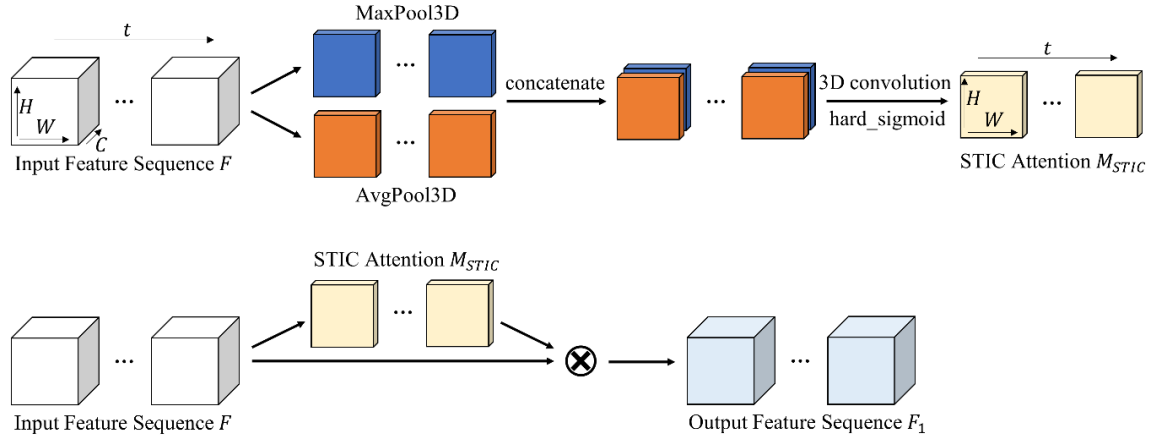 MaxPool3D
t
t
...
...
...
...
concatenate
3D convolution
hard_sigmoid
H
W
C
H
W
...
Input Feature Sequence F
AvgPool3D
STIC Attention M_STIC
STIC Attention M_STIC
...
...
...
Input Feature Sequence F
Output Feature Sequence F₁